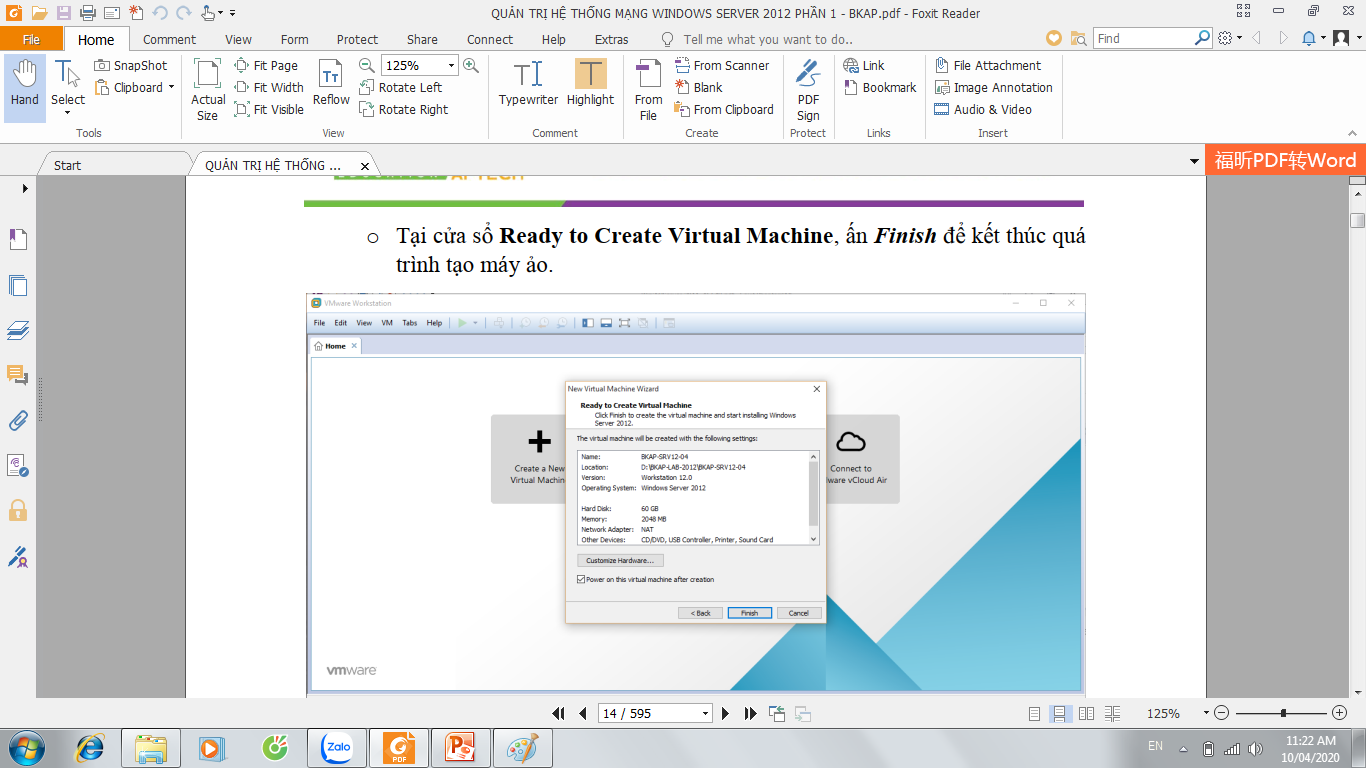 QUẢN TRỊ HỆ THỐNG MẠNG WINDOWS SERVER 2012 PHẦN 1 - BKAP.pdf - Foxit Reader
File Home Comment View Form Protect Share Connect Help Extras Tell me what you want to do.. Find
Hand
Select
SnapShot
Clipboard
Tools
Actual
Size
Fit Page
Fit Width
Fit Visible
Reflow
125%
Rotate Left
Rotate Right
View
Typewriter
Highlight
Comment
From
File
From Scanner
Blank
From Clipboard
Create
PDF
Sign
Protect
Link
Bookmark
Links
File Attachment
Image Annotation
Audio & Video
Insert
Start
QUẢN TRỊ HỆ THỐNG ...
福昕PDF转Word
o Tại cửa sổ Ready to Create Virtual Machine, ấn Finish để kết thúc quá
trình tạo máy ảo.
VMware Workstation
File Edit View VM Tabs Help
Home
Create a New
Virtual Machin
Connect to
ware vCloud Air
New Virtual Machine Wizard
Ready to Create Virtual Machine
Click Finish to create the virtual machine and start installing Windows
Server 2012.
The virtual machine will be created with the following settings:
Name: BKAP-SRV12-04
Location: D:\BKAP-LAB-2012\BKAP-SRV12-04
Version: Workstation 12.0
Operating System: Windows Server 2012
Hard Disk: 60 GB
Memory: 2048 MB
Network Adapter: NAT
Other Devices: CD/DVD, USB Controller, Printer, Sound Card
Customize Hardware...
Power on this virtual machine after creation
< Back Finish Cancel
vmware
14 / 595
125%
Zalo
PDF
EN
11:22 AM
10/04/2020